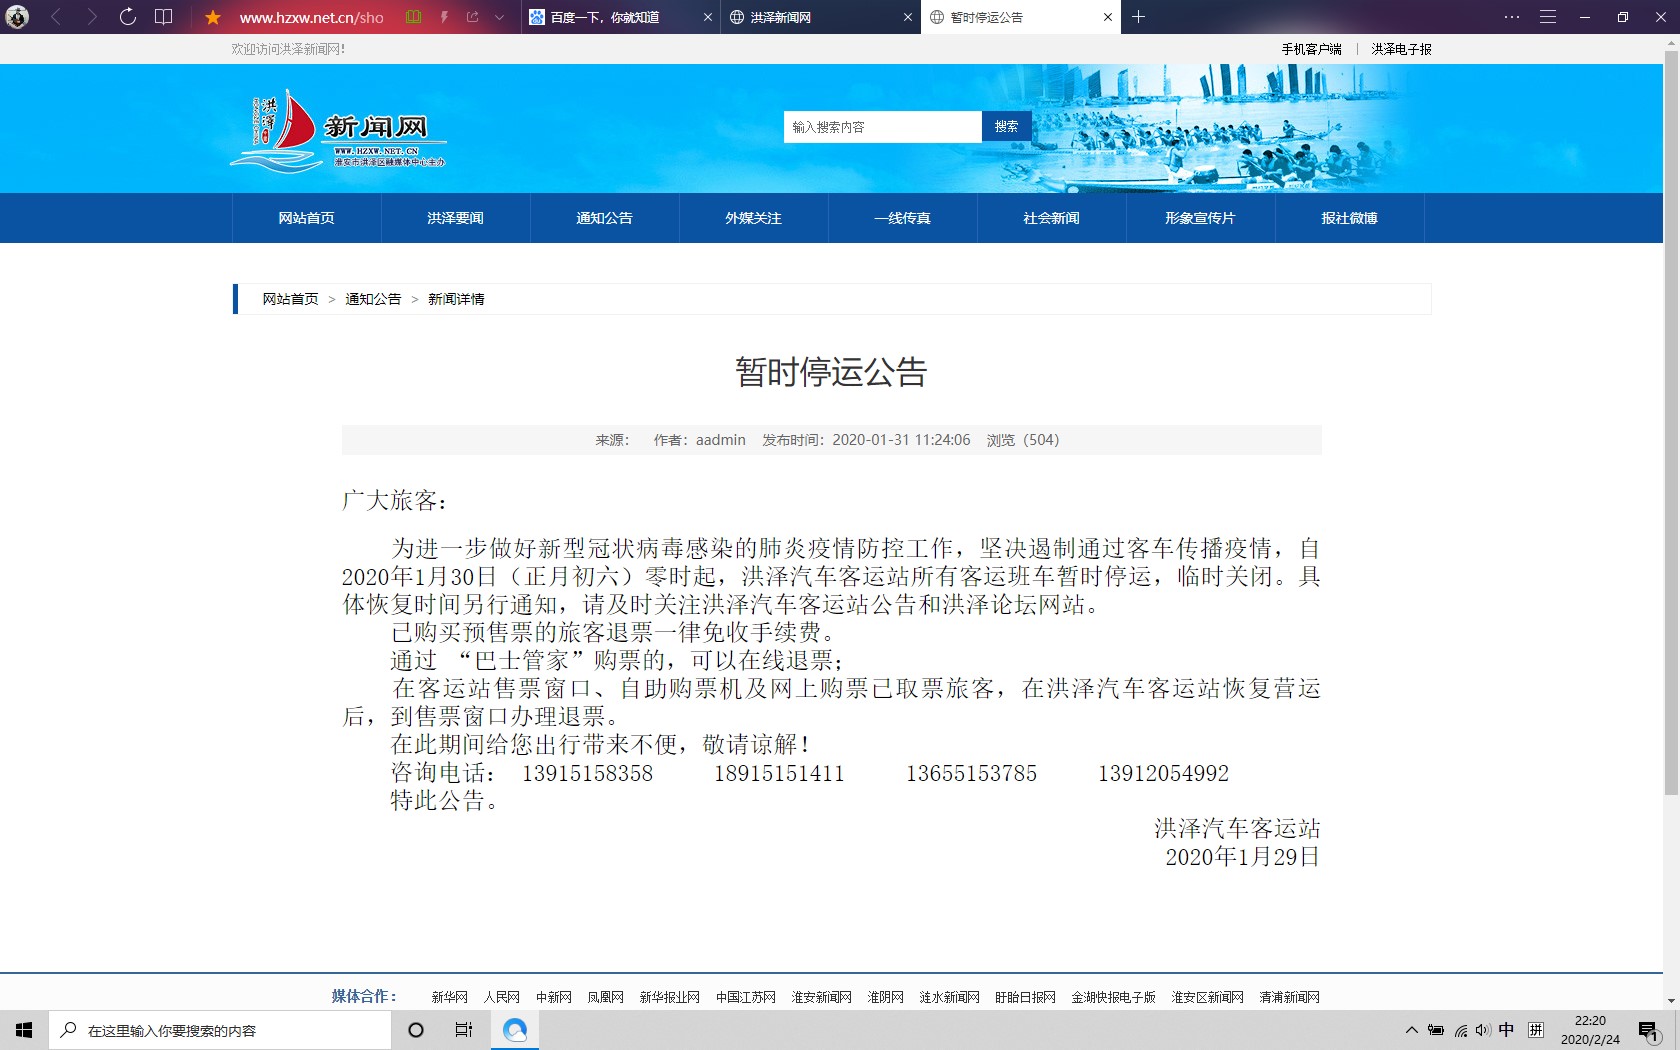 www.hzxw.net.cn/sho
百度一下，你就知道
洪泽新闻网
暂时停运公告
欢迎访问洪泽新闻网!
手机客户端 | 洪泽电子报
洪泽
新闻网
WWW.HZXW.NET.CN
淮安市洪泽区融媒体中心主办
输入搜索内容
搜索
网站首页 洪泽要闻 通知公告 外媒关注 一线传真 社会新闻 形象宣传片 报社微博
网站首页 > 通知公告 > 新闻详情
暂时停运公告
来源： 作者：aadmin 发布时间：2020-01-31 11:24:06 浏览（504）
广大旅客：
为进一步做好新型冠状病毒感染的肺炎疫情防控工作，坚决遏制通过客车传播疫情，自
2020年1月30日（正月初六）零时起，洪泽汽车客运站所有客运班车暂时停运，临时关闭。具
体恢复时间另行通知，请及时关注洪泽汽车客运站公告和洪泽论坛网站。
已购买预售票的旅客退票一律免收手续费。
通过 “巴士管家”购票的，可以在线退票；
在客运站售票窗口、自助购票机及网上购票已取票旅客，在洪泽汽车客运站恢复营运
后，到售票窗口办理退票。
在此期间给您出行带来不便，敬请谅解！
咨询电话： 13915158358 18915151411 13655153785 13912054992
特此公告。
洪泽汽车客运站
2020年1月29日
媒体合作： 新华网 人民网 中新网 凤凰网 新华报业网 中国江苏网 淮安新闻网 淮阴网 涟水新闻网 盱眙日报网 金湖快报电子版 淮安区新闻网 清浦新闻网
在这里输入你要搜索的内容
中 拼
22:20
2020/2/24
1